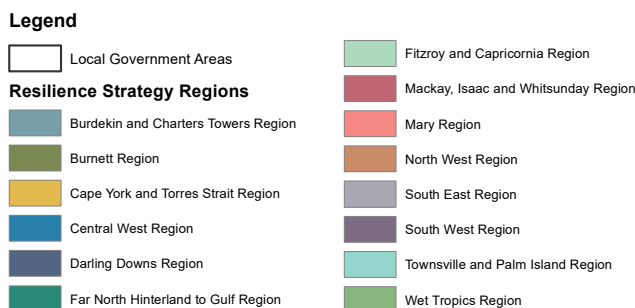 Legend
Local Government Areas
Resilience Strategy Regions
Burdekin and Charters Towers Region
Burnett Region
Cape York and Torres Strait Region
Central West Region
Darling Downs Region
Far North Hinterland to Gulf Region
Fitzroy and Capricornia Region
Mackay, Isaac and Whitsunday Region
Mary Region
North West Region
South East Region
South West Region
Townsville and Palm Island Region
Wet Tropics Region